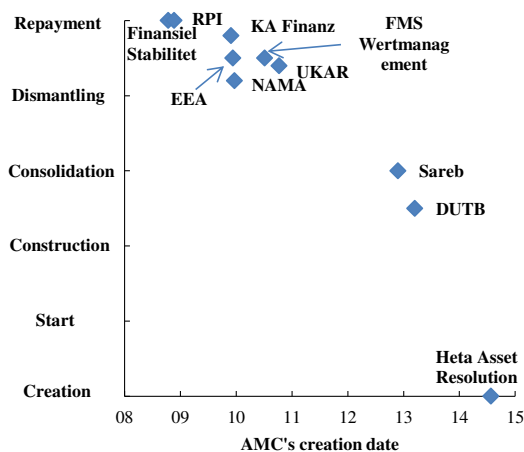 Repayment
Finansiel
Stabilitet
RPI
KA Finanz
FMS
Wertmanag
ement
EEA
NAMA
UKAR
Dismantling
Consolidation
Sareb
DUTB
Construction
Start
Heta Asset
Resolution
Creation
08 09 10 11 12 13 14 15
AMC's creation date